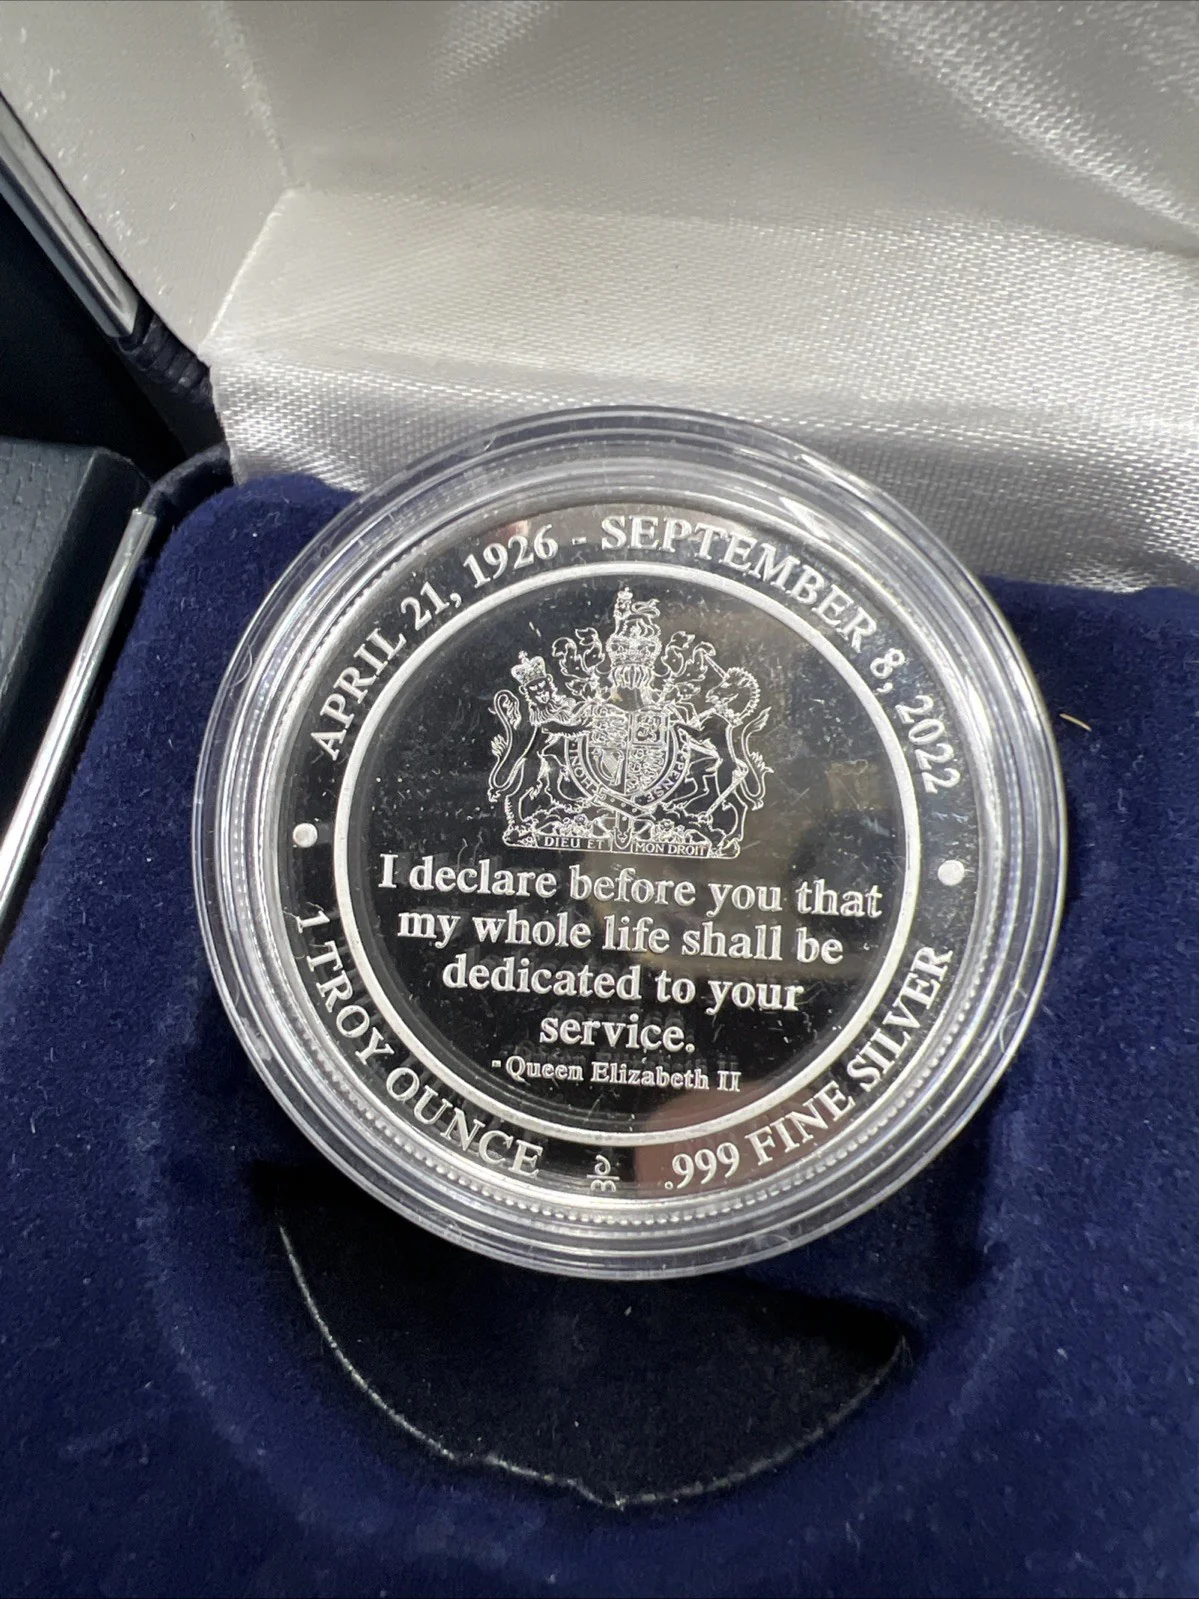 APRIL 21, 1926 - SEPTEMBER 8, 2022
DIEU ET MON DROIT
I declare before you that
my whole life shall be
dedicated to your
service.
- Queen Elizabeth II
1 TROY OUNCE
.999 FINE SILVER